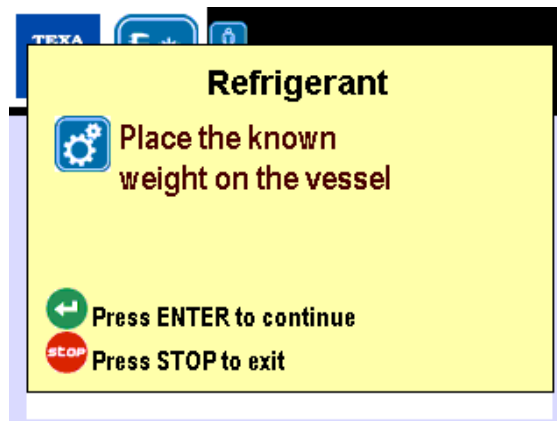 TEXA
Refrigerant
Place the known
weight on the vessel
Press ENTER to continue
STOP
Press STOP to exit